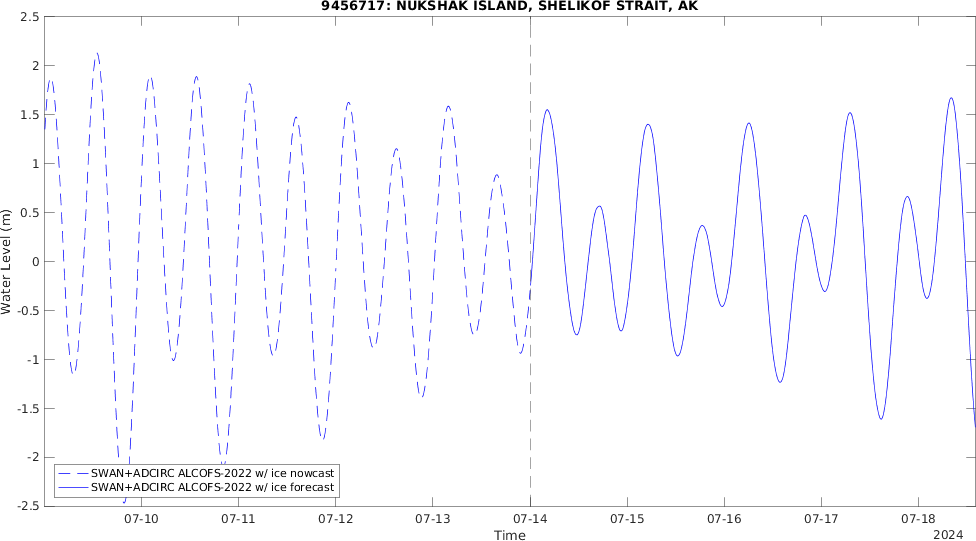 9456717: NUKSHAK ISLAND, SHELIKOF STRAIT, AK
2.5
2
1.5
1
0.5
0
-0.5
-1
-1.5
-2
-2.5
Water Level (m)
SWAN+ADCIRC ALCOFS-2022 w/ ice nowcast
SWAN+ADCIRC ALCOFS-2022 w/ ice forecast
07-10 07-11 07-12 07-13 07-14 07-15 07-16 07-17 07-18
Time
2024